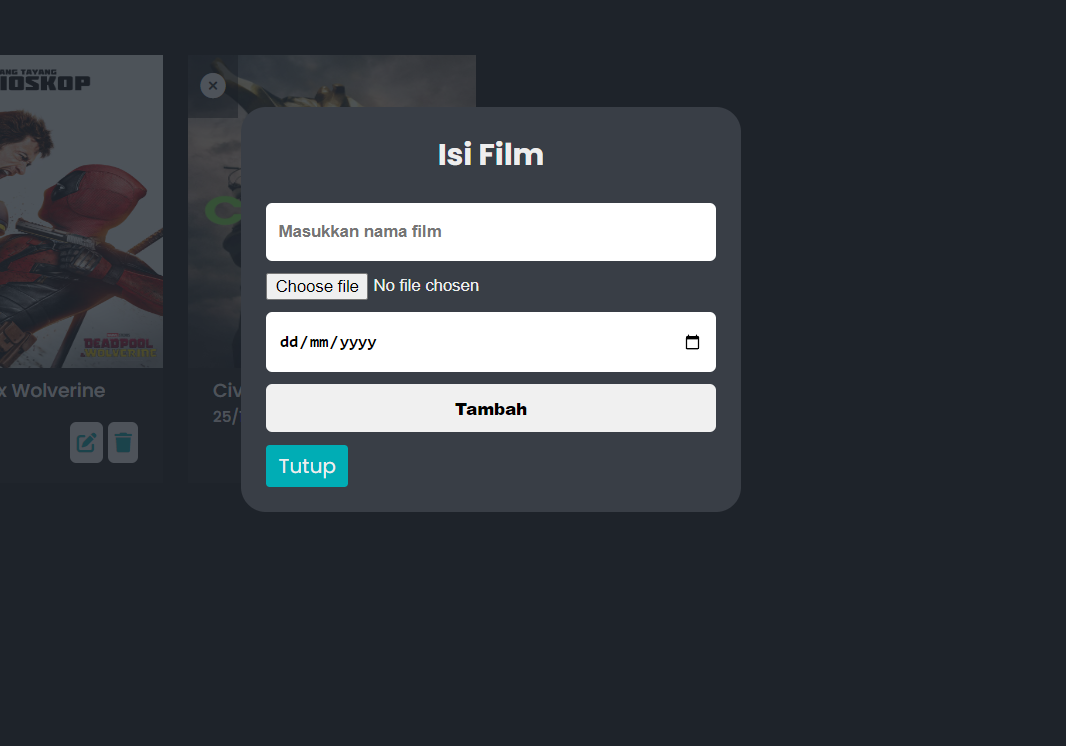 ANG TAYANG
IOSKOP
DEADPOOL
WOLVERINE
x Wolverine
C
Civ
25/
Isi Film
Masukkan nama film
Choose file No file chosen
dd/mm/yyyy
Tambah
Tutup